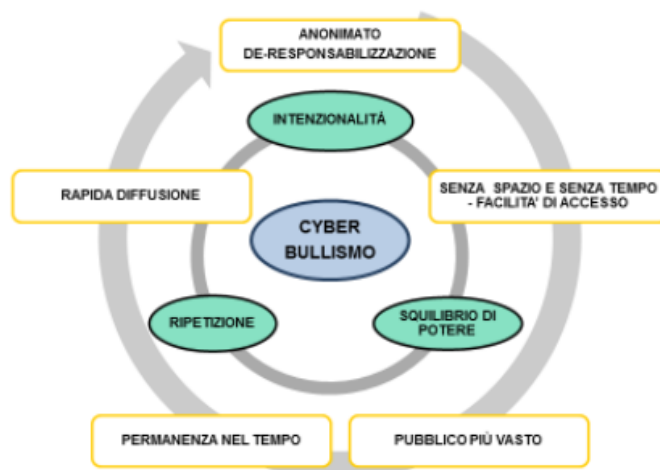 ANONIMATO
DE-RESPONSABILIZZAZIONE
INTENZIONALITÀ
RAPIDA DIFFUSIONE
SENZA SPAZIO E SENZA TEMPO
- FACILITA' DI ACCESSO
CYBER
BULLISMO
RIPETIZIONE
SQUILIBRIO DI
POTERE
PERMANENZA NEL TEMPO
PUBBLICO PIÙ VASTO